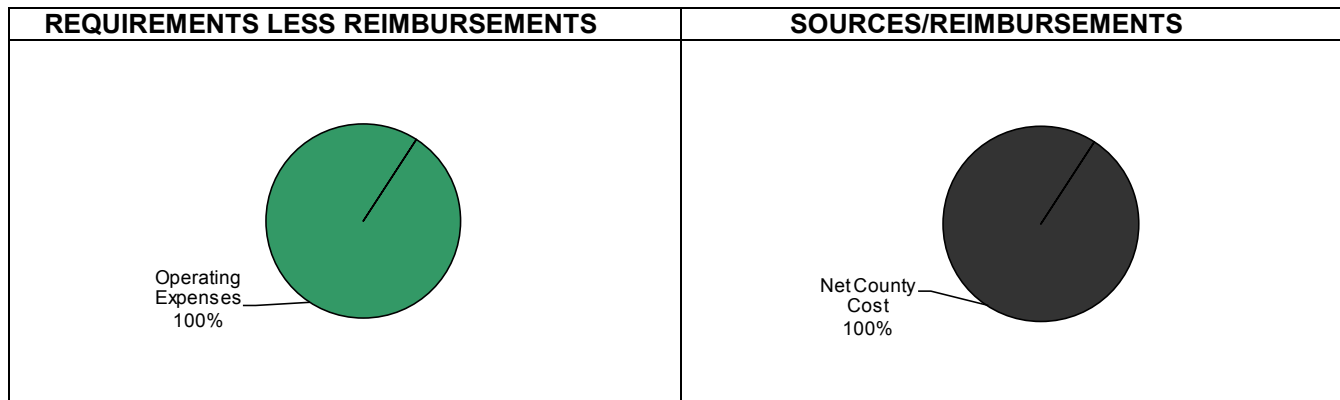 REQUIREMENTS LESS REIMBURSEMENTS
SOURCES/REIMBURSEMENTS
Operating
Expenses
100%
Net County
Cost
100%